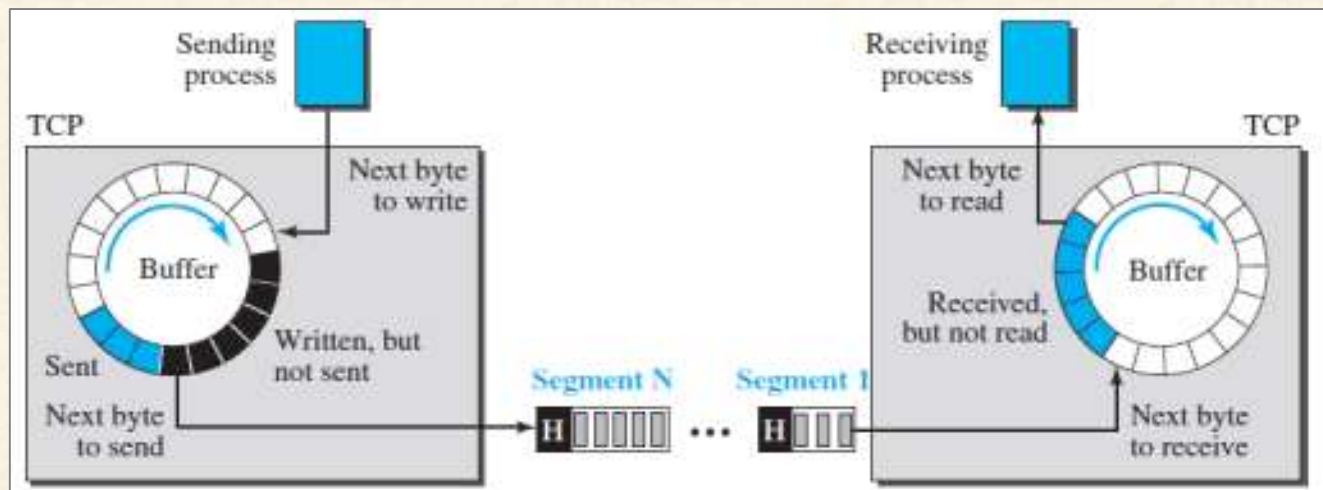 Sending
process
TCP
Next byte
to write
Buffer
Sent
Written, but
not sent
Next byte
to send
Segment N
H
...
Segment 1
H
Receiving
process
TCP
Next byte
to read
Buffer
Received,
but not read
Next byte
to receive